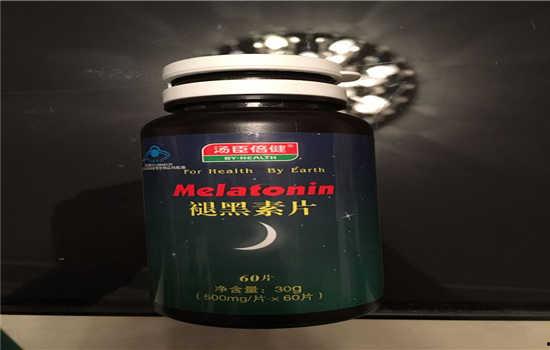 汤臣倍健®
BY-HEALTH
For Health By Earth
Melatonin
褪黑素片
60片
净含量：30g
(500mg/片×60片)